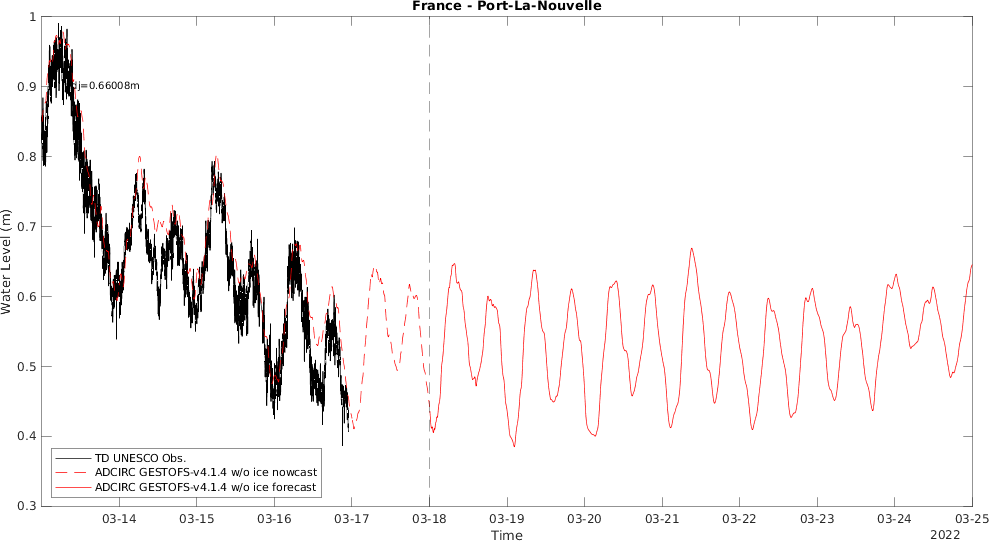 France - Port-La-Nouvelle
1
0.9
0.8
0.7
0.6
0.5
0.4
0.3
Water Level (m)
j=0.66008m
TD UNESCO Obs.
ADCIRC GESTOFS-v4.1.4 w/o ice nowcast
ADCIRC GESTOFS-v4.1.4 w/o ice forecast
03-14 03-15 03-16 03-17 03-18 03-19 03-20 03-21 03-22 03-23 03-24 03-25
Time
2022